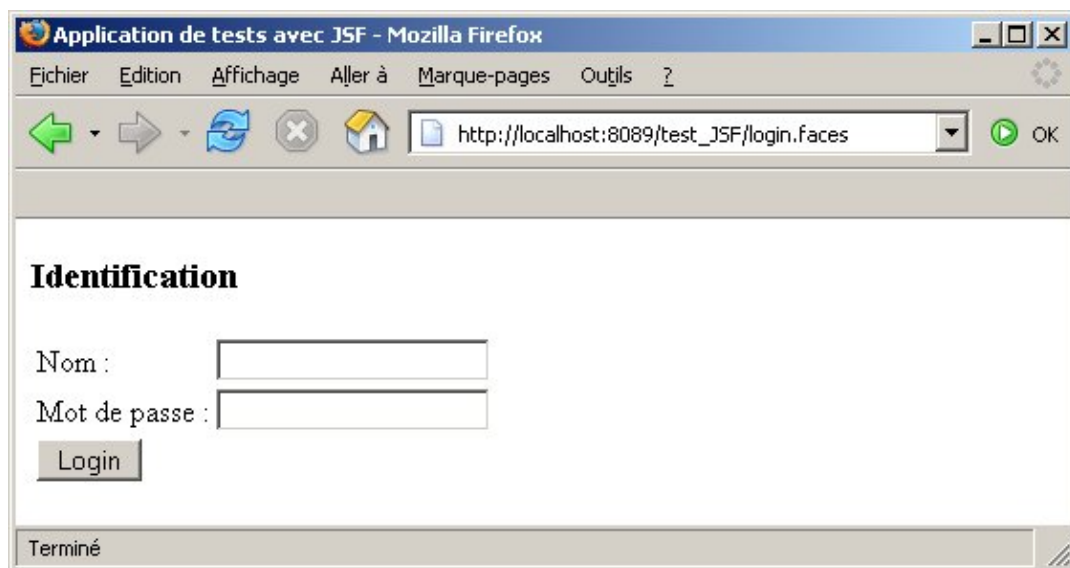 Application de tests avec JSF - Mozilla Firefox
Fichier Edition Affichage Aller à Marque-pages Outils ?
http://localhost:8089/test_JSF/login.faces OK
Identification
Nom :
Mot de passe :
Login
Terminé